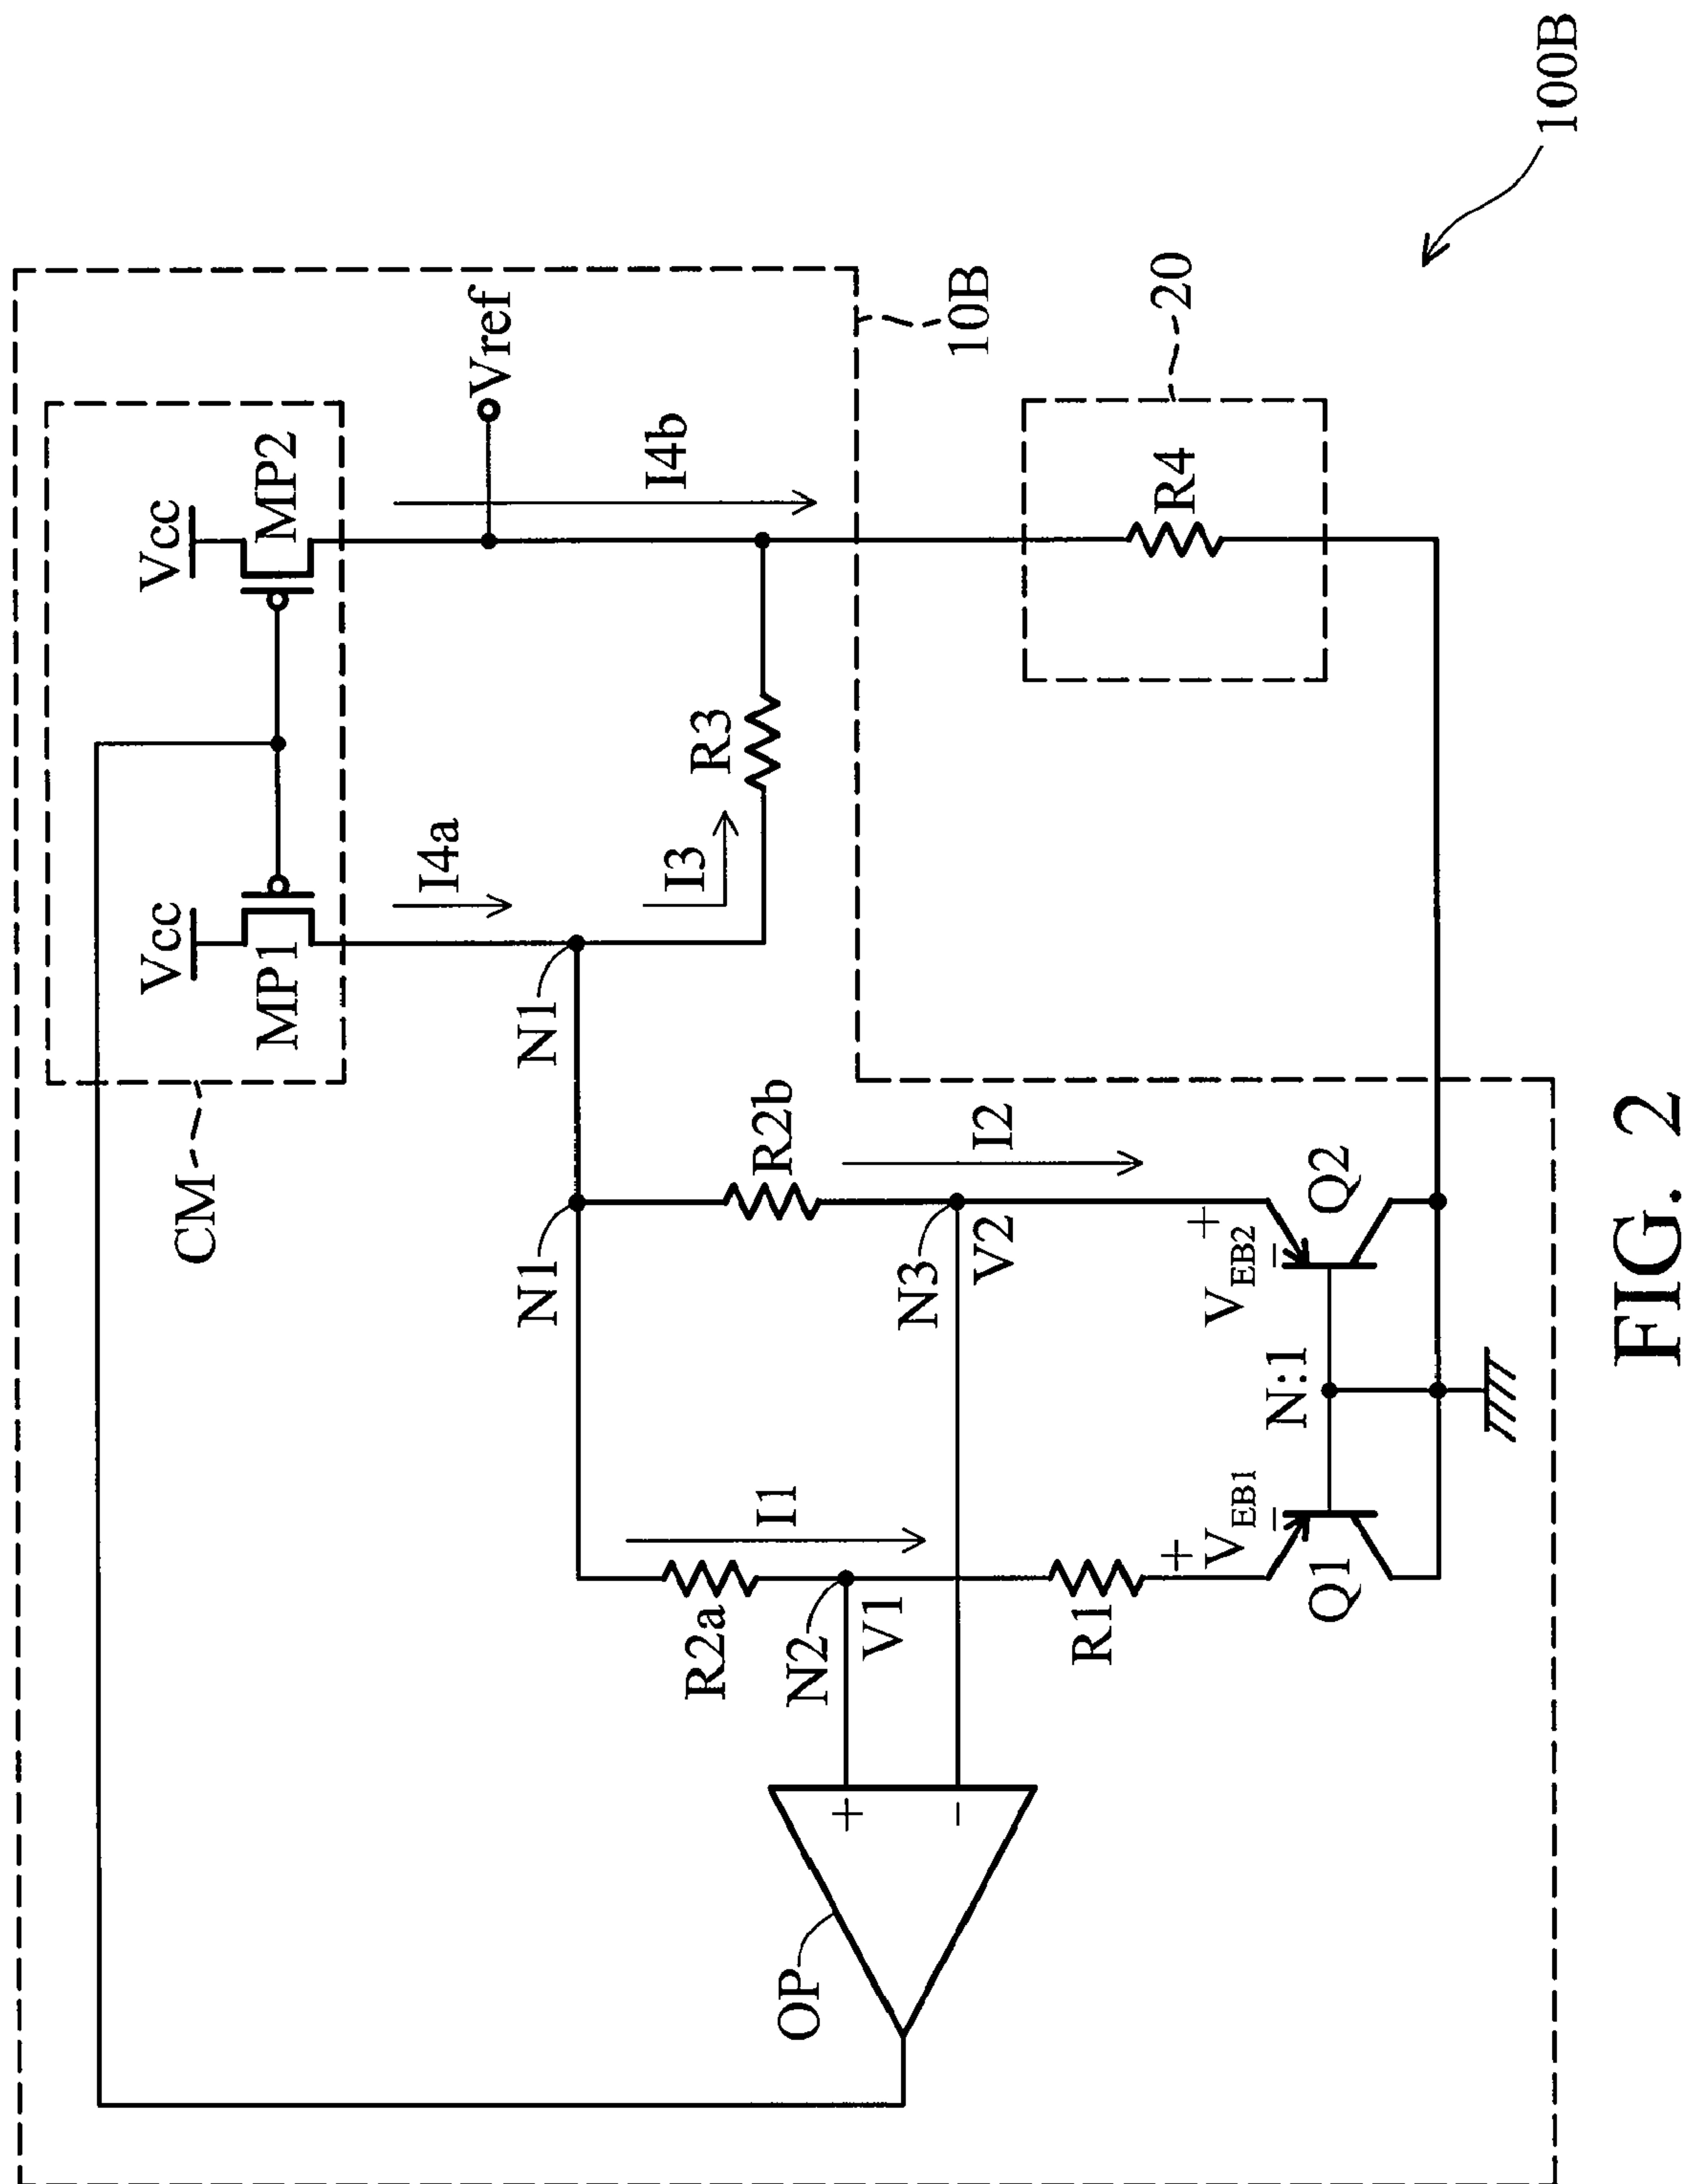 100B
CM
Vcc
Vcc
MP1
MP2
I4a
Vref
I4b
N1
N1
I3
R3
10B
R2a
I1
R2b
OP
+
-
N2
V1
N3
V2
I2
20
R4
R1
+
VEB1
-
+
VEB2
-
Q1
N:1
Q2
FIG. 2